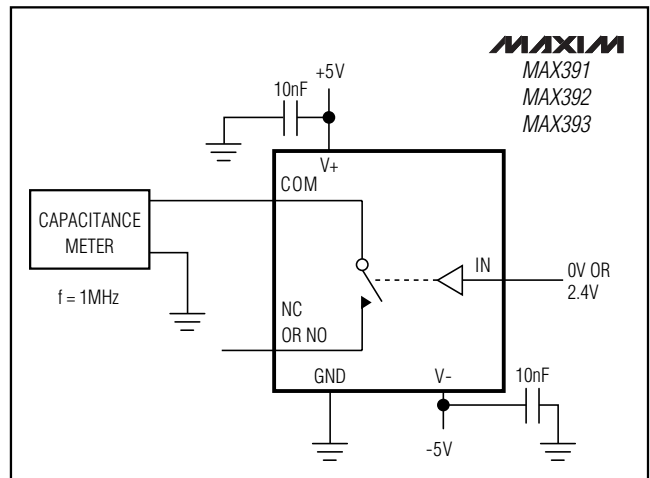 MAXIM
MAX391
MAX392
MAX393
+5V
10nF
V+
COM
CAPACITANCE
METER
f = 1MHz
IN
0V OR
2.4V
NC
OR NO
GND
V-
10nF
-5V